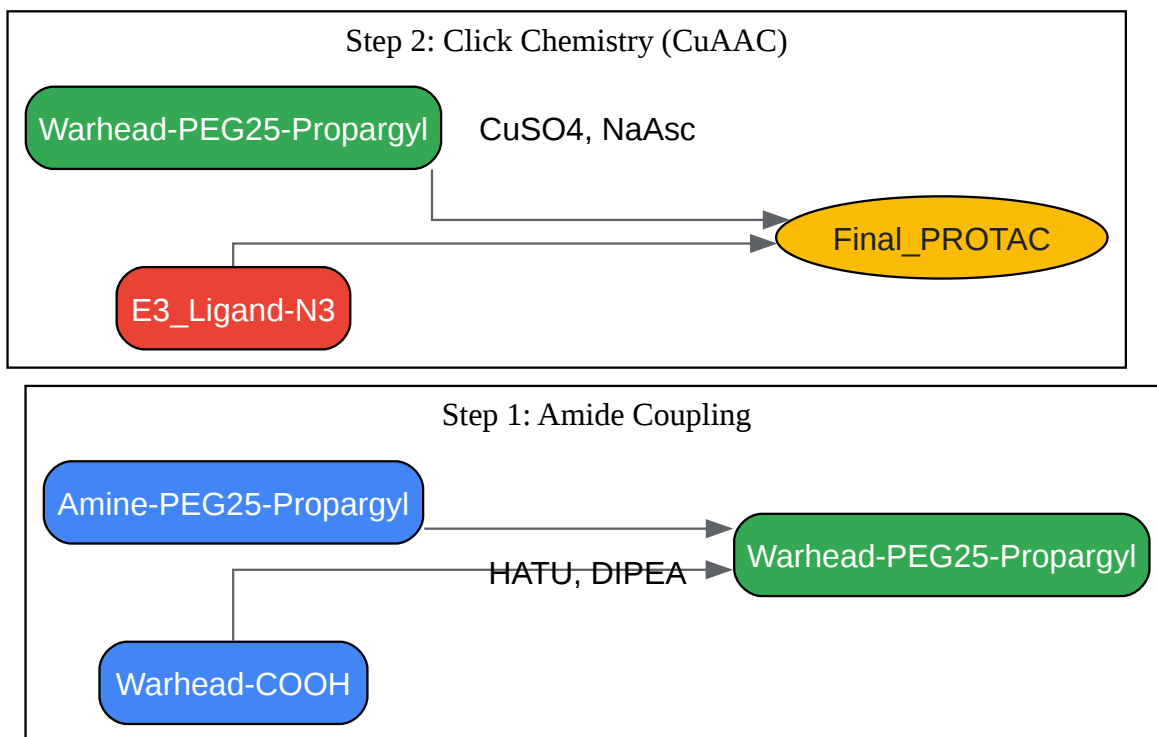 Step 2: Click Chemistry (CuAAC)
Warhead-PEG25-Propargyl
CuSO4, NaAsc
Final_PROTAC
E3_Ligand-N3
Step 1: Amide Coupling
Amine-PEG25-Propargyl
Warhead-PEG25-Propargyl
HATU, DIPEA
Warhead-COOH